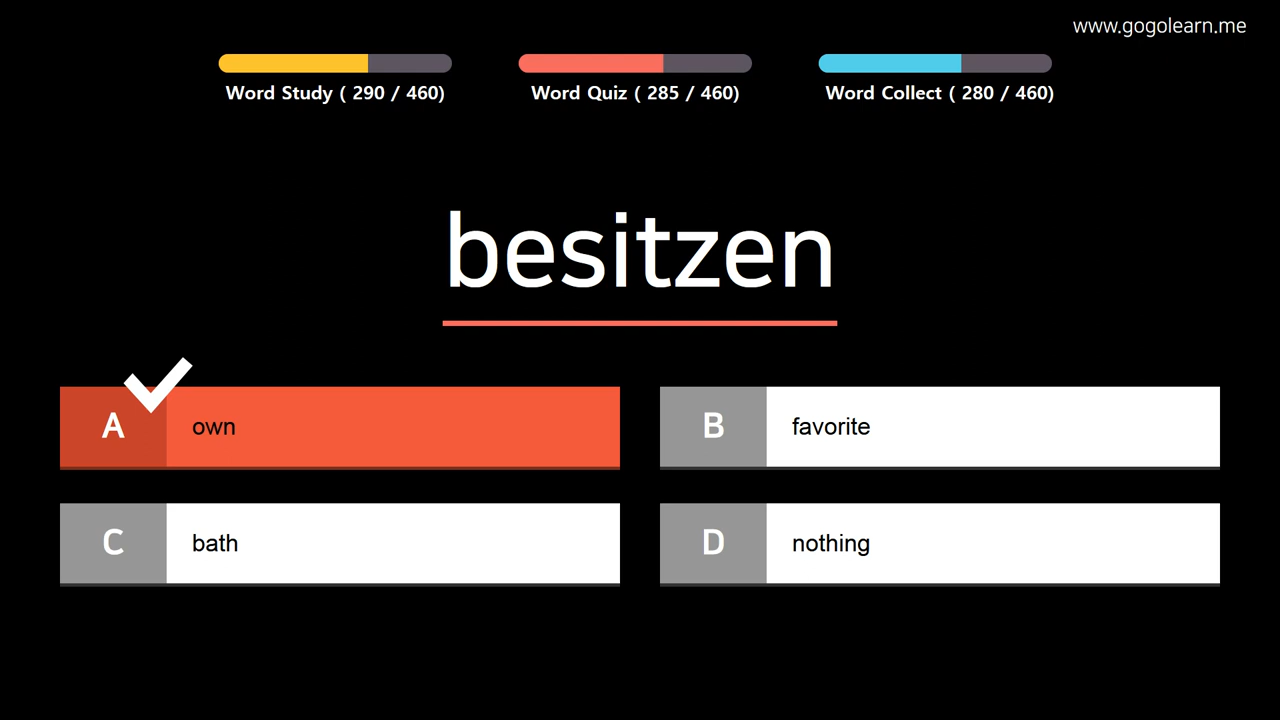 www.gogolearn.me
Word Study ( 290 / 460)
Word Quiz ( 285 / 460)
Word Collect ( 280 / 460)
besitzen
A
own
B
favorite
C
bath
D
nothing